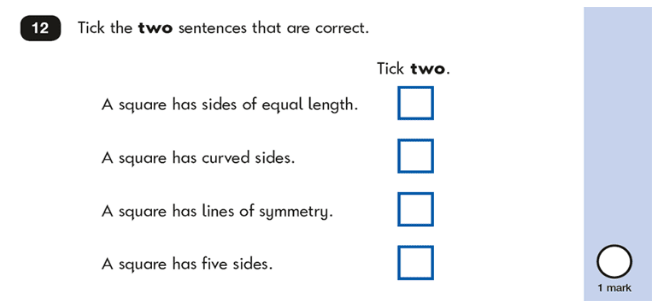 12 Tick the two sentences that are correct.
Tick two.
A square has sides of equal length.
A square has curved sides.
A square has lines of symmetry.
A square has five sides.
1 mark